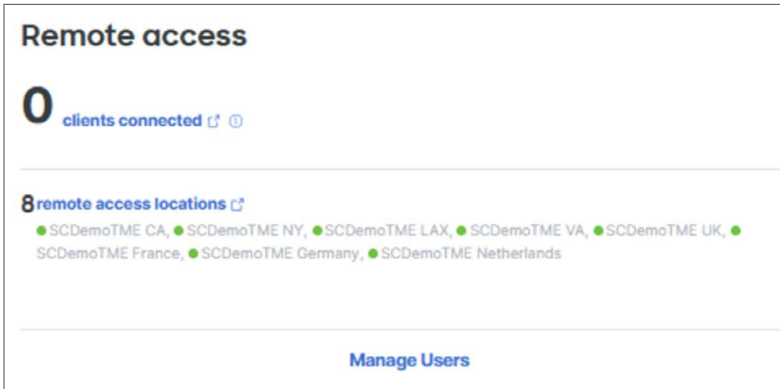 Remote access
0 clients connected
8 remote access locations
SCDemoTME CA, SCDemoTME NY, SCDemoTME LAX, SCDemoTME VA, SCDemoTME UK,
SCDemoTME France, SCDemoTME Germany, SCDemoTME Netherlands
Manage Users